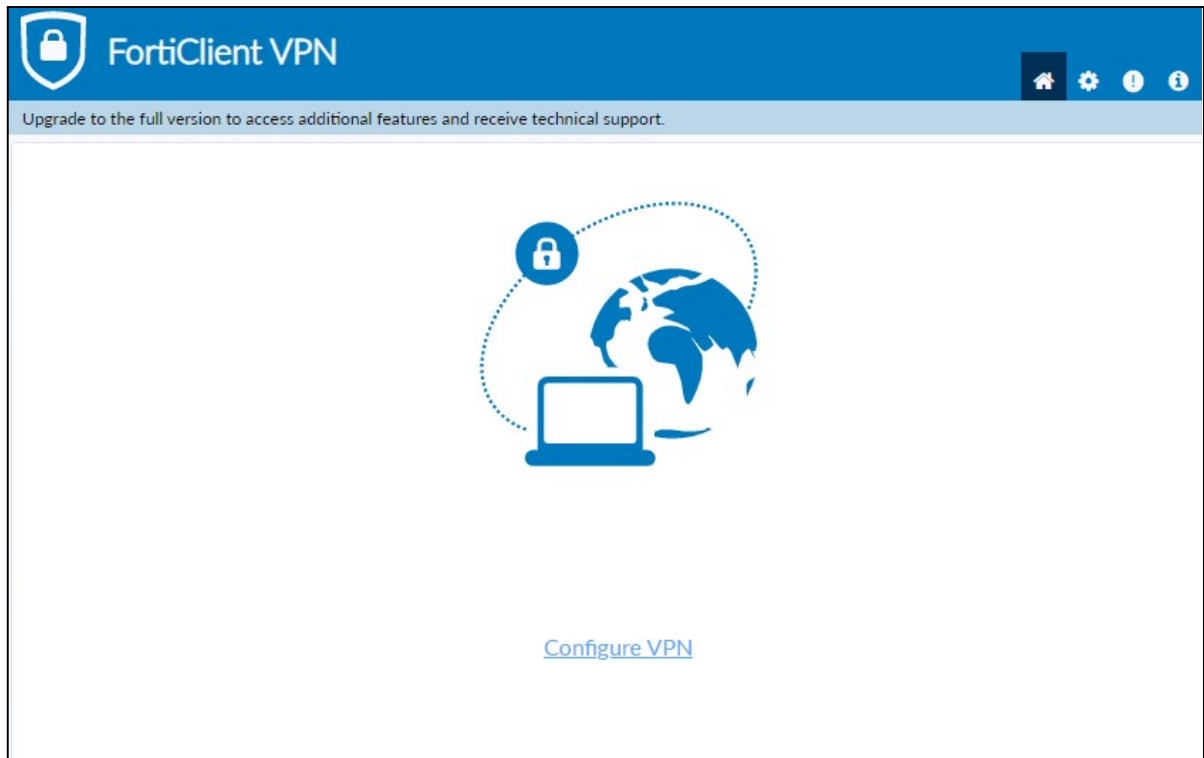 FortiClient VPN
Upgrade to the full version to access additional features and receive technical support.
Configure VPN